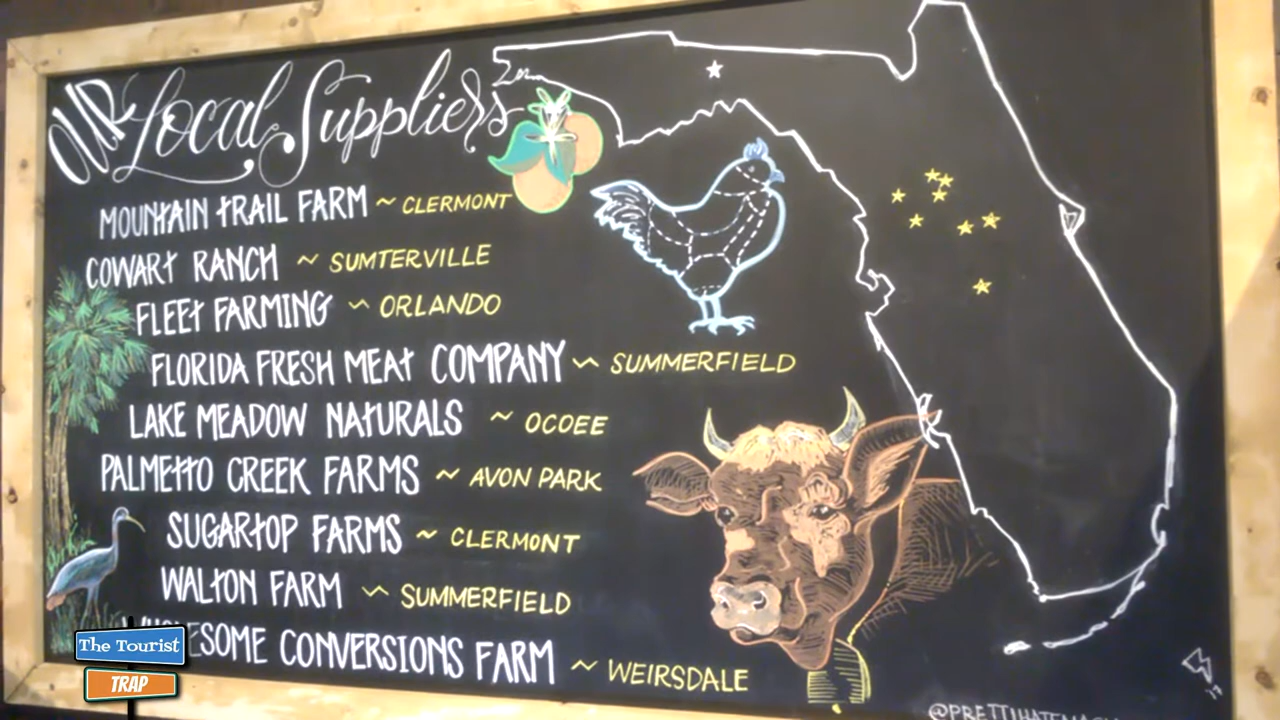 OUR Local Suppliers
MOUNTAIN TRAIL FARM ~ CLERMONT
COWART RANCH ~ SUMTERVILLE
FLEET FARMING ~ ORLANDO
FLORIDA FRESH MEAT COMPANY ~ SUMMERFIELD
LAKE MEADOW NATURALS ~ OCOEE
PALMETTO CREEK FARMS ~ AVON PARK
SUGARTOP FARMS ~ CLERMONT
WALTON FARM ~ SUMMERFIELD
WHOLESOME CONVERSIONS FARM ~ WEIRSDALE
The Tourist
TRAP